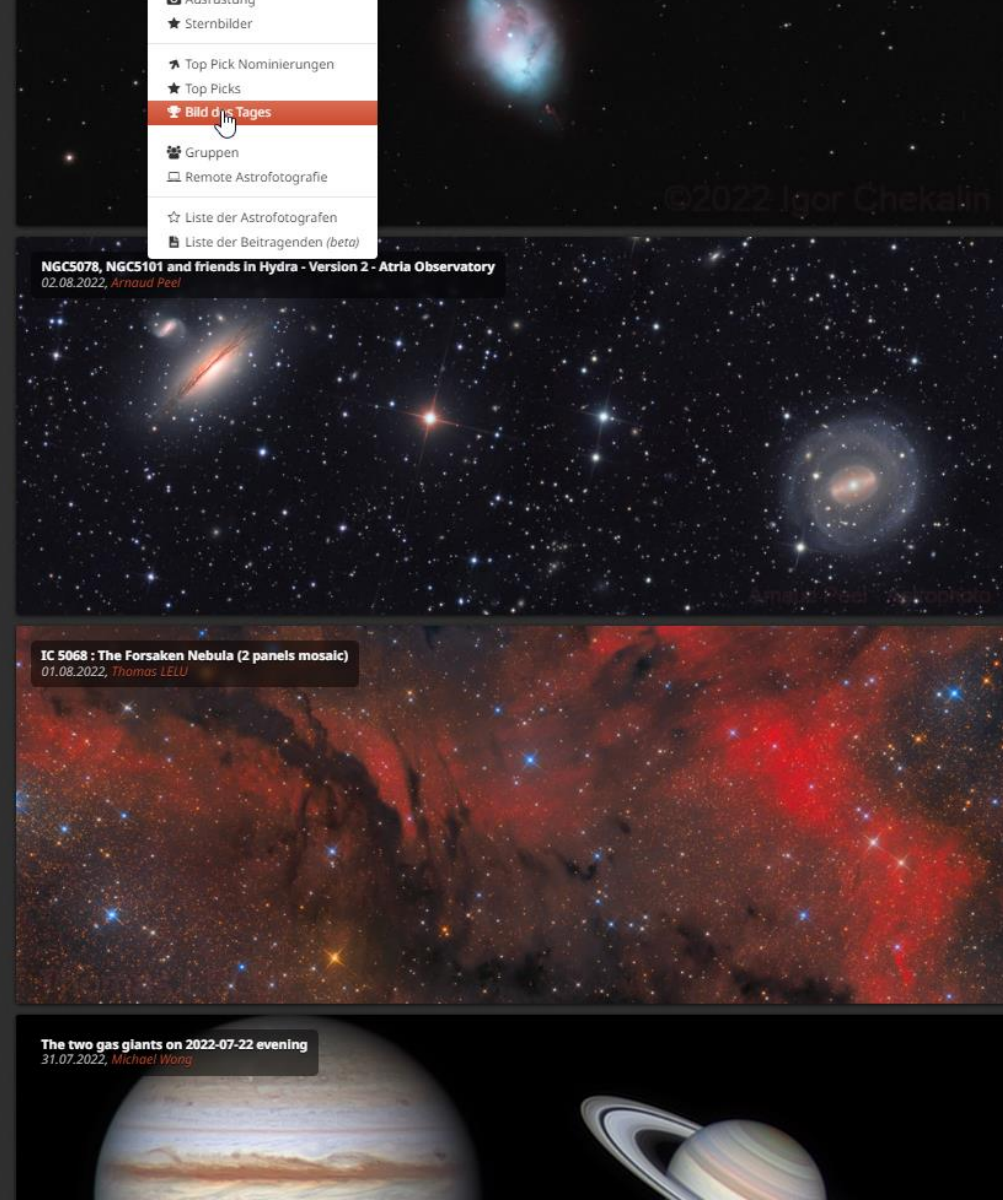 Ausrüstung
Sternbilder
Top Pick Nominierungen
Top Picks
Bild des Tages
Gruppen
Remote Astrofotografie
Liste der Astrofotografen
Liste der Beitragenden (beta)
©2022 Igor Chekalin
NGC5078, NGC5101 and friends in Hydra - Version 2 - Atria Observatory
02.08.2022, Arnaud Peel
Arnaud Peel
IC 5068 : The Forsaken Nebula (2 panels mosaic)
01.08.2022, Thomas LELU
The two gas giants on 2022-07-22 evening
31.07.2022, Michael Wong